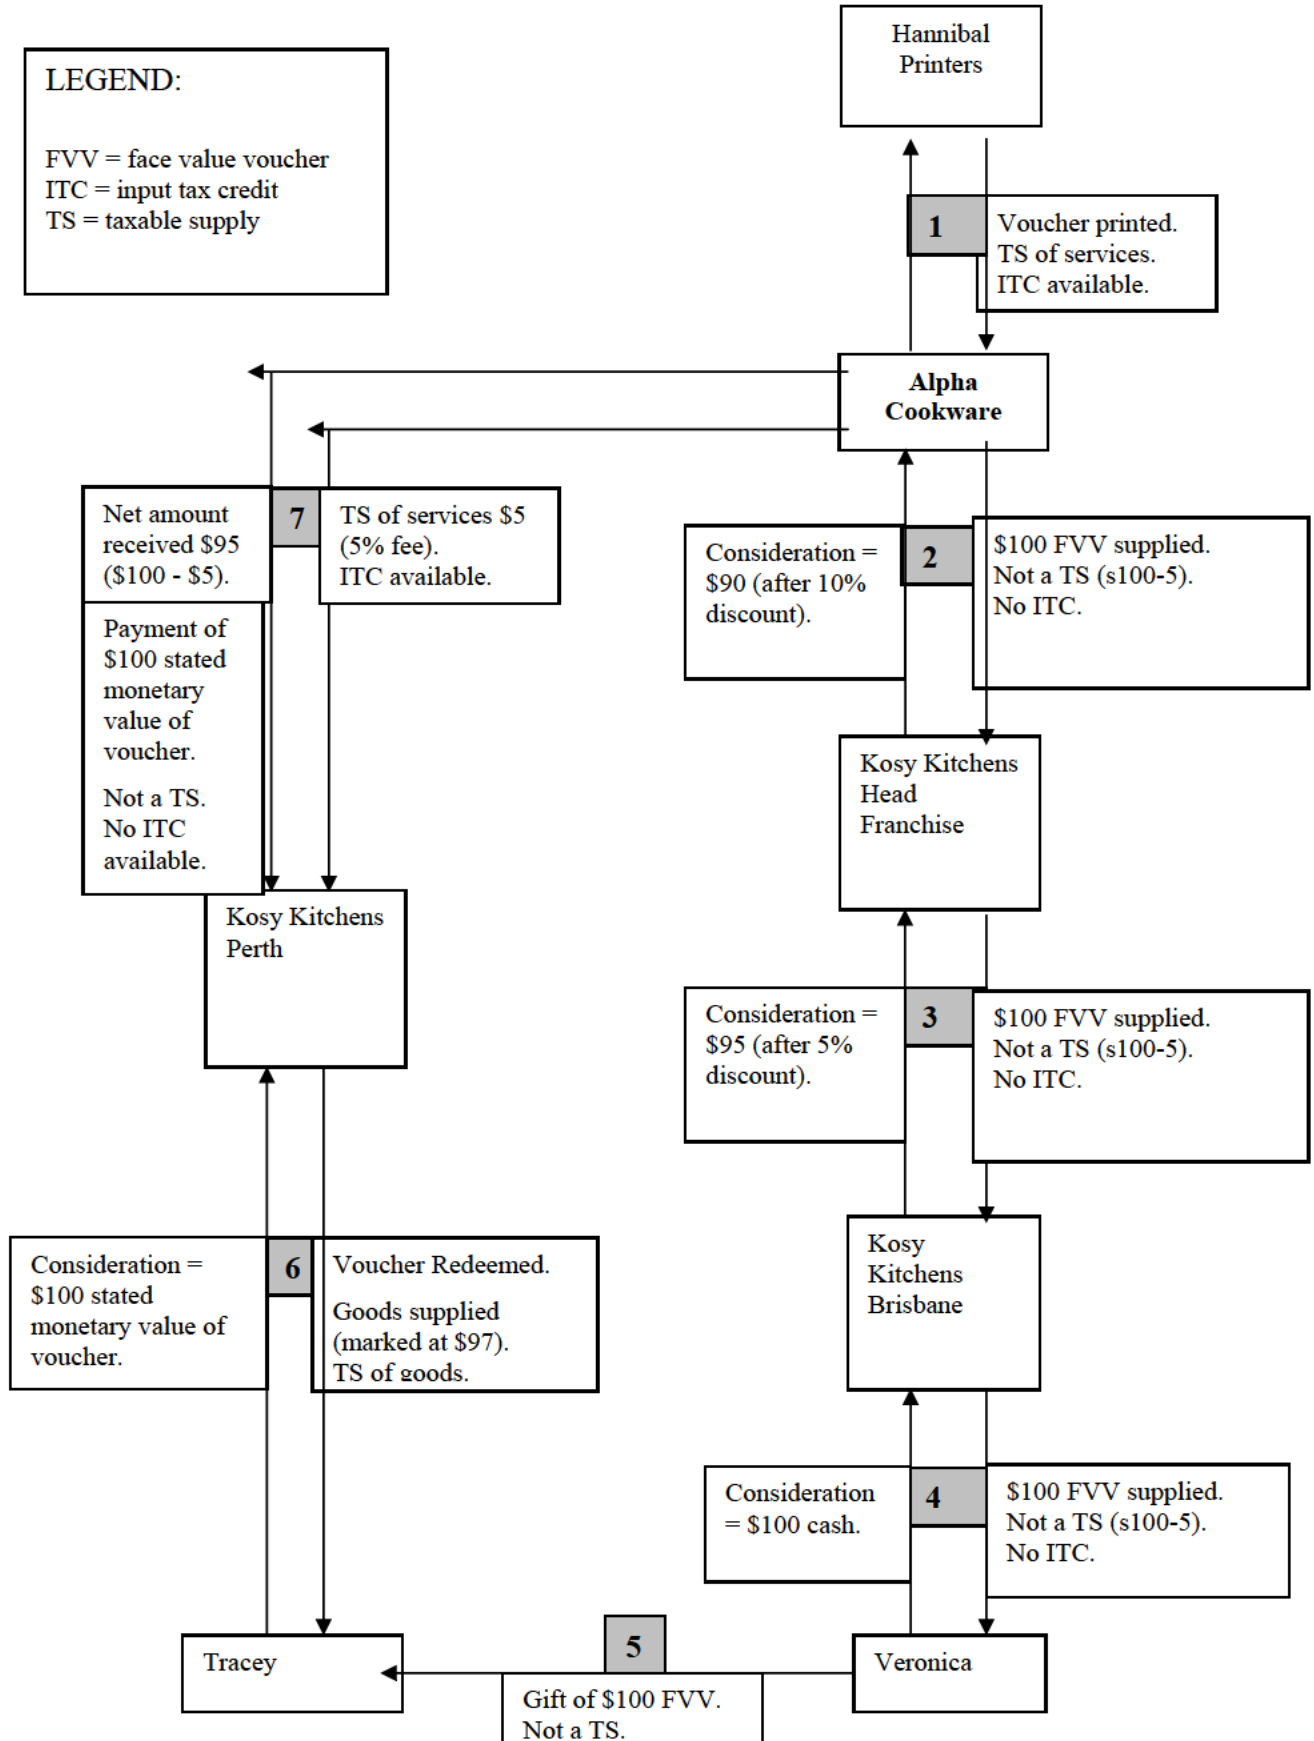 Hannibal
Printers
LEGEND:
FVV = face value voucher
ITC = input tax credit
TS = taxable supply
1
Voucher printed.
TS of services.
ITC available.
Alpha
Cookware
Net amount
received $95
($100 - $5).
7
TS of services $5
(5% fee).
ITC available.
Payment of
$100 stated
monetary
value of
voucher.
Not a TS.
No ITC
available.
Consideration =
$90 (after 10%
discount).
2
$100 FVV supplied.
Not a TS (s100-5).
No ITC.
Kosy Kitchens
Head
Franchise
Kosy Kitchens
Perth
Consideration =
$95 (after 5%
discount).
3
$100 FVV supplied.
Not a TS (s100-5).
No ITC.
Kosy
Kitchens
Brisbane
Consideration =
$100 stated
monetary value of
voucher.
6
Voucher Redeemed.
Goods supplied
(marked at $97).
TS of goods.
Consideration
= $100 cash.
4
$100 FVV supplied.
Not a TS (s100-5).
No ITC.
Tracey
5
Gift of $100 FVV.
Not a TS.
Veronica